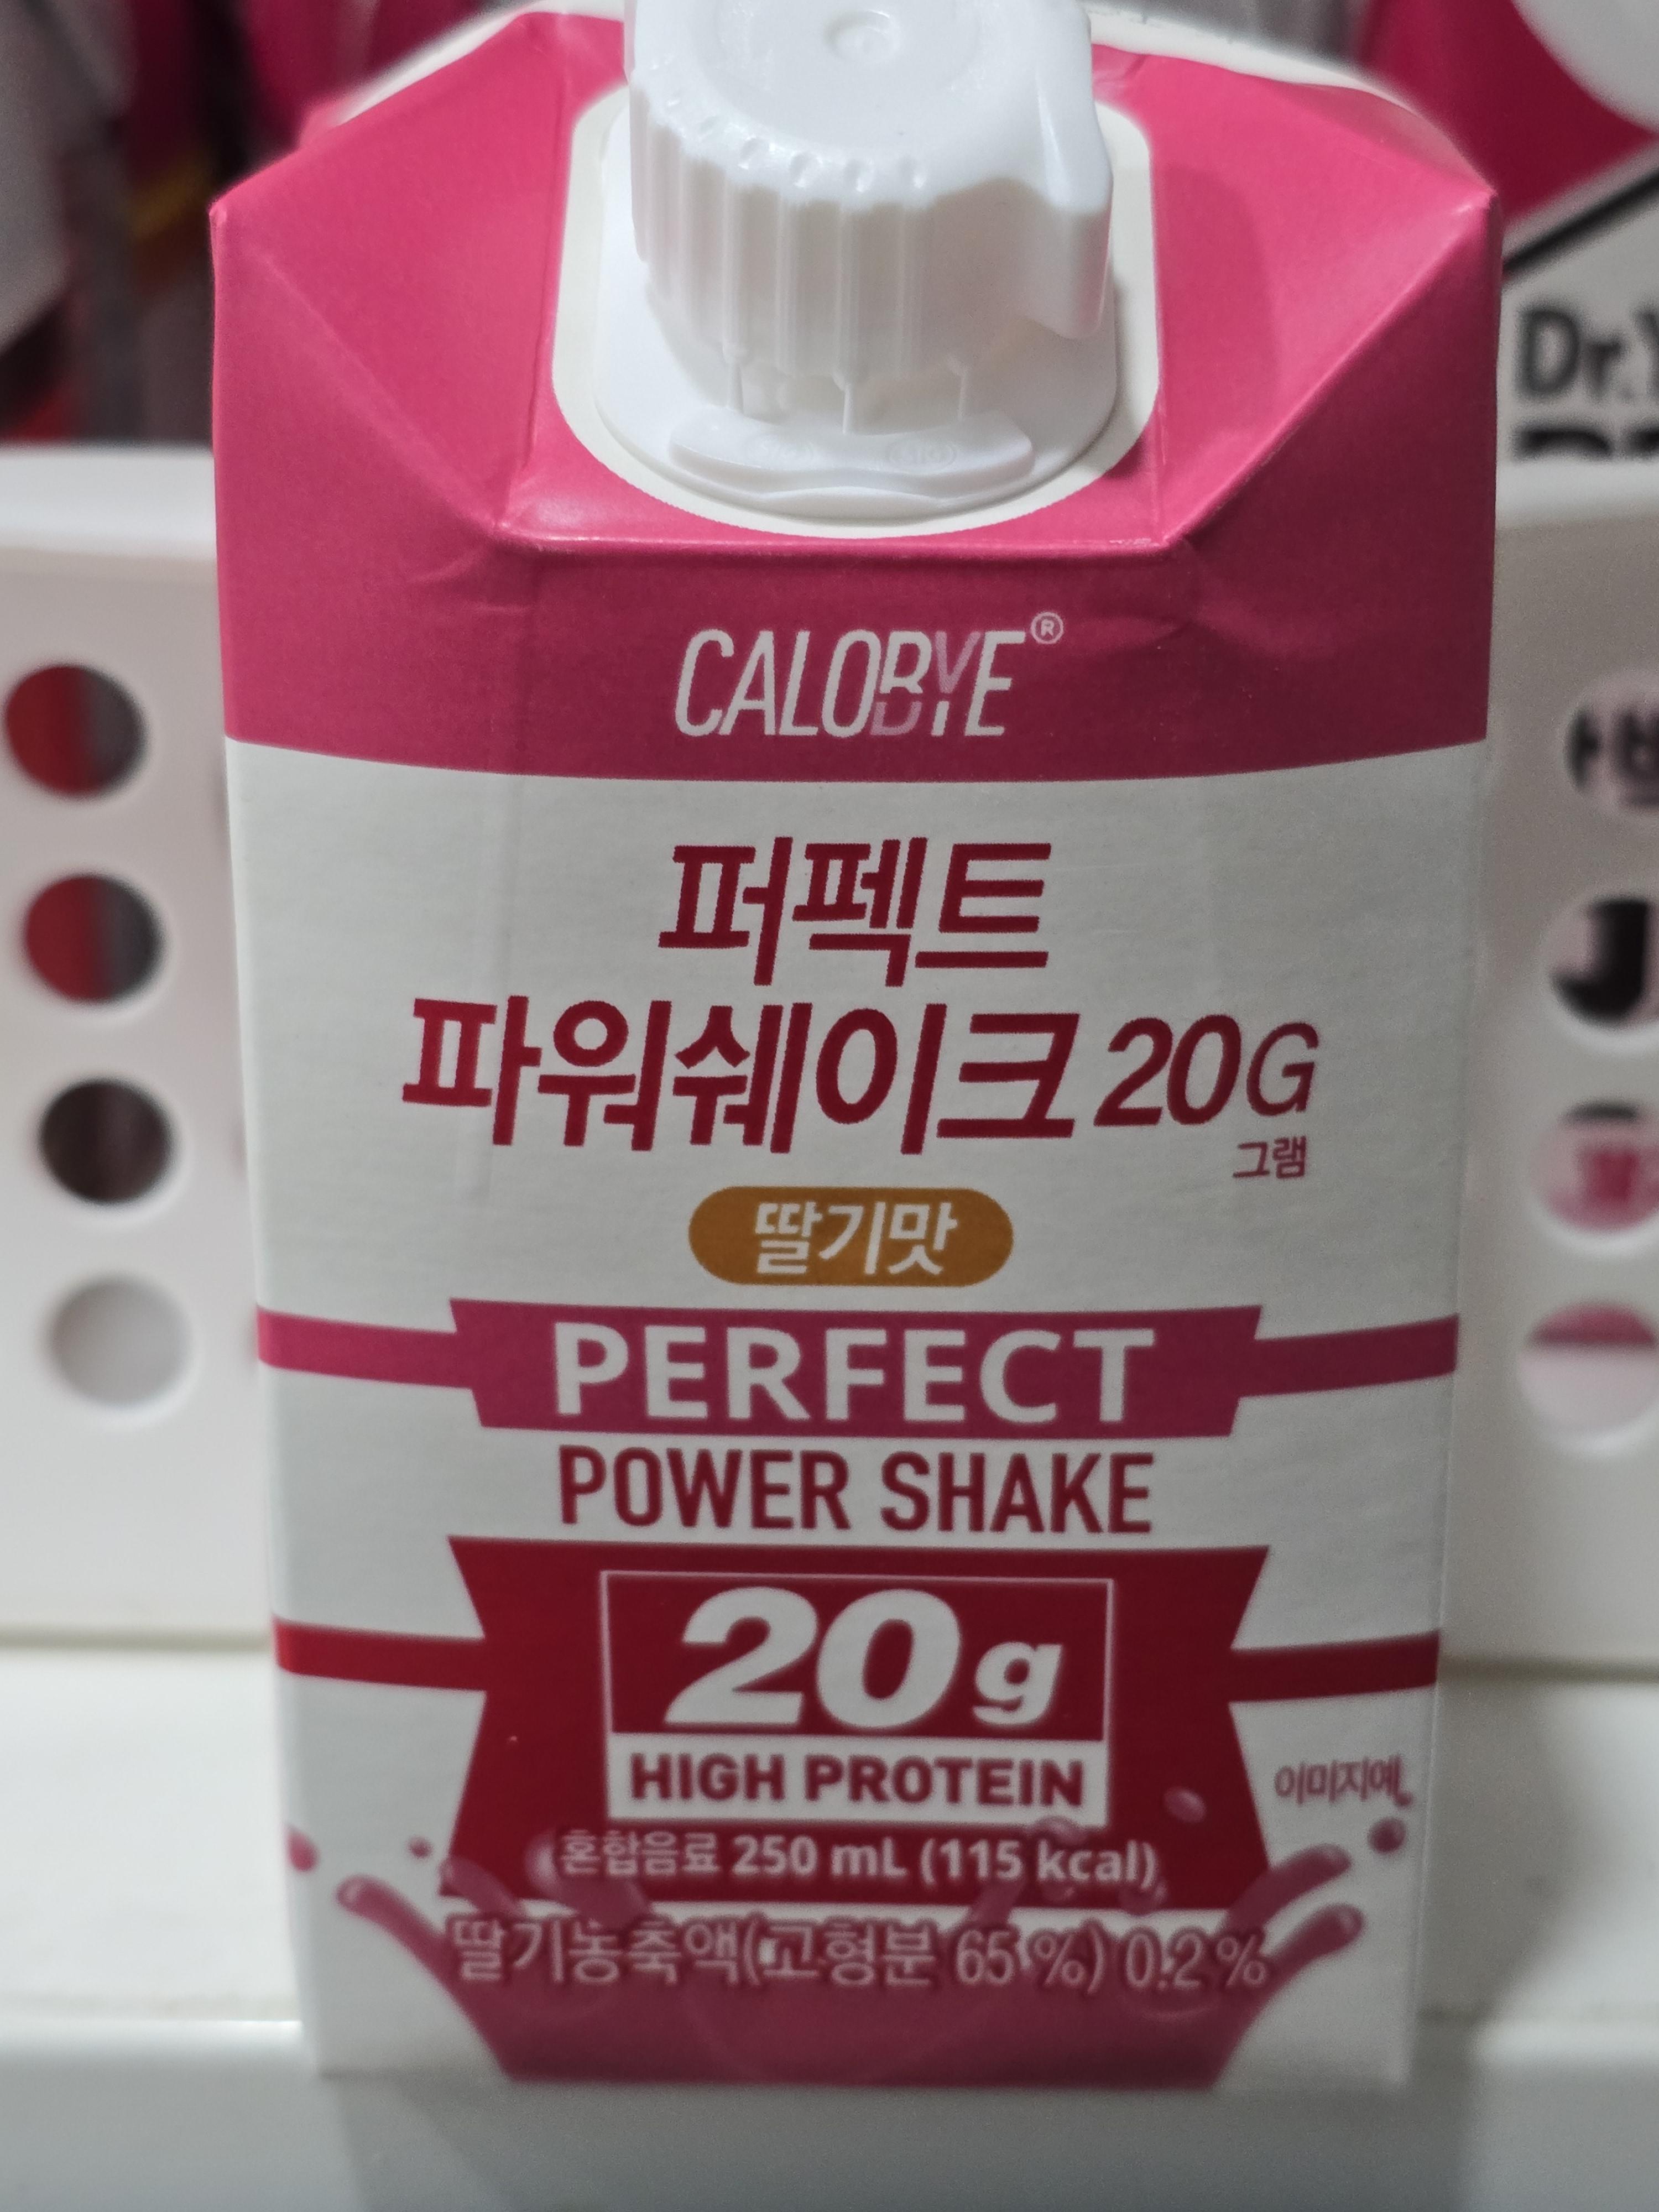 CALOBYE®
퍼펙트
파워쉐이크 20G
그램
딸기맛
PERFECT
POWER SHAKE
20g
HIGH PROTEIN
이미지예
혼합음료 250 mL (115 kcal)
딸기농축액(고형분 65 %) 0.2 %
Dr.